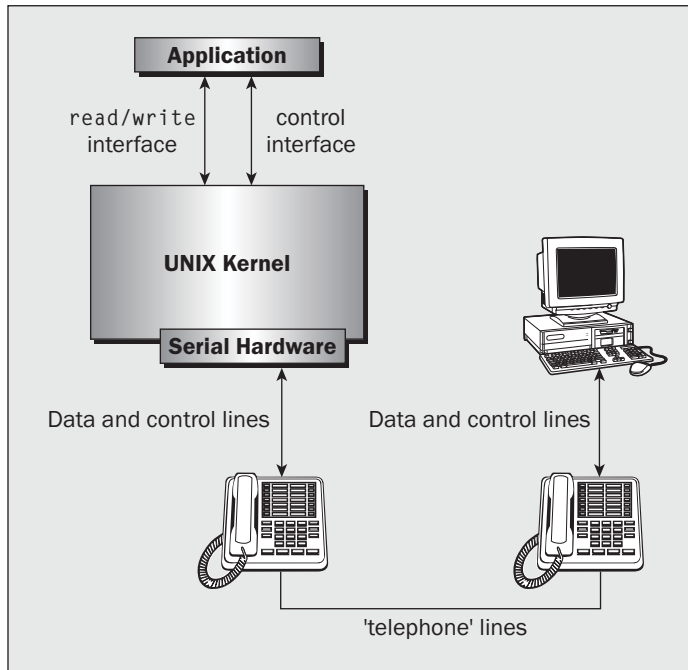 Application
read/write
interface
control
interface
UNIX Kernel
Serial Hardware
Data and control lines
Data and control lines
'telephone' lines